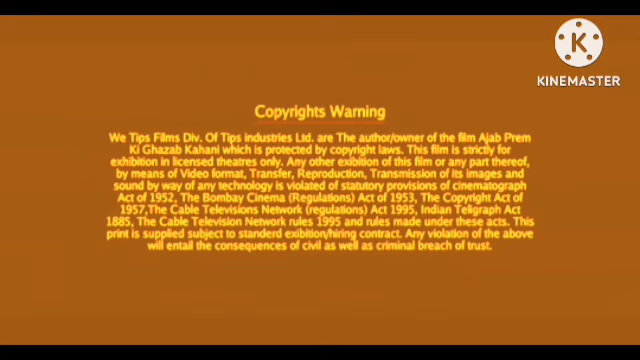 KINEMASTER
Copyrights Warning
We Tips Films Div. Of Tips industries Ltd. are The author/owner of the film Ajab Prem
Ki Ghazab Kahani which is protected by copyright laws. This film is strictly for
exhibition in licensed theatres only. Any other exibition of this film or any part thereof,
by means of Video format, Transfer, Reproduction, Transmission of its images and
sound by way of any technology is violated of statutory provisions of cinematograph
Act of 1952, The Bombay Cinema (Regulations) Act of 1953, The Copyright Act of
1957,The Cable Televisions Network (regulations) Act 1995, Indian Teligraph Act
1885, The Cable Television Network rules 1995 and rules made under these acts. This
print is supplied subject to standerd exibition/hiring contract. Any violation of the above
will entail the consequences of civil as well as criminal breach of trust.